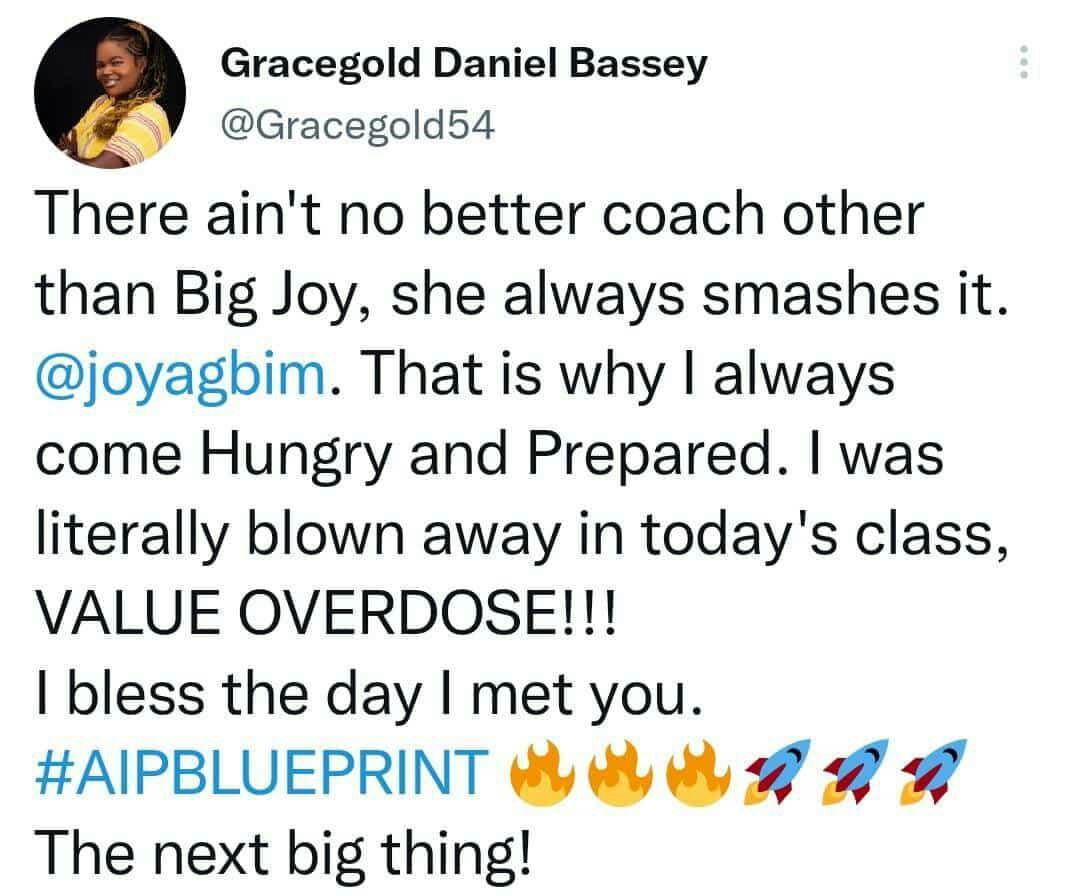 Gracegold Daniel Bassey
@Gracegold54
There ain't no better coach other
than Big Joy, she always smashes it.
@joyagbim. That is why I always
come Hungry and Prepared. I was
literally blown away in today's class,
VALUE OVERDOSE!!!
I bless the day I met you.
#AIPBLUEPRINT 🔥🔥🔥🚀🚀🚀
The next big thing!